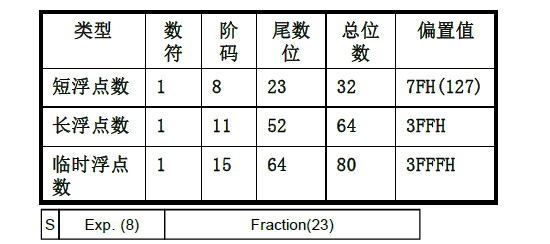 类型 数符 阶码 尾数位 总位数 偏置值
短浮点数 1 8 23 32 7FH(127)
长浮点数 1 11 52 64 3FFH
临时浮点数 1 15 64 80 3FFFH
S Exp. (8) Fraction(23)